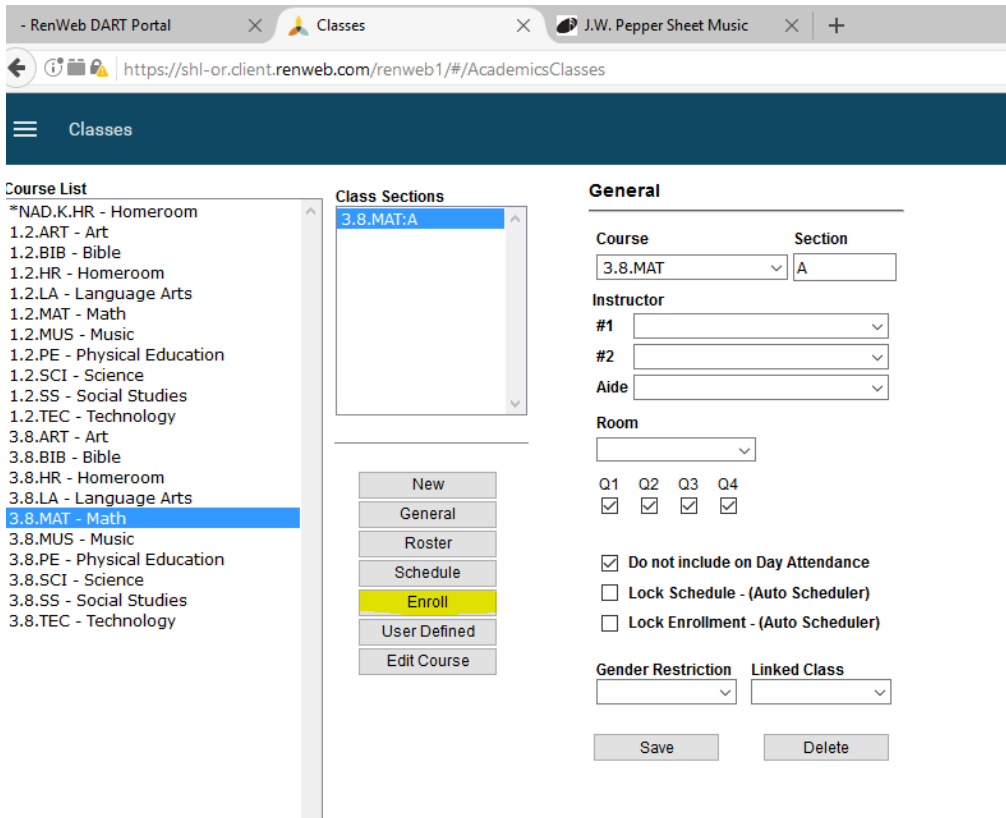 - RenWeb DART Portal
Classes
J.W. Pepper Sheet Music
https://shl-or.client.renweb.com/renweb1/#/AcademicsClasses
Classes
Course List
*NAD.K.HR - Homeroom
1.2.ART - Art
1.2.BIB - Bible
1.2.HR - Homeroom
1.2.LA - Language Arts
1.2.MAT - Math
1.2.MUS - Music
1.2.PE - Physical Education
1.2.SCI - Science
1.2.SS - Social Studies
1.2.TEC - Technology
3.8.ART - Art
3.8.BIB - Bible
3.8.HR - Homeroom
3.8.LA - Language Arts
3.8.MAT - Math
3.8.MUS - Music
3.8.PE - Physical Education
3.8.SCI - Science
3.8.SS - Social Studies
3.8.TEC - Technology
Class Sections
3.8.MAT:A
New
General
Roster
Schedule
Enroll
User Defined
Edit Course
General
Course Section
3.8.MAT A
Instructor
#1
#2
Aide
Room
Q1 Q2 Q3 Q4
Do not include on Day Attendance
Lock Schedule - (Auto Scheduler)
Lock Enrollment - (Auto Scheduler)
Gender Restriction Linked Class
Save Delete